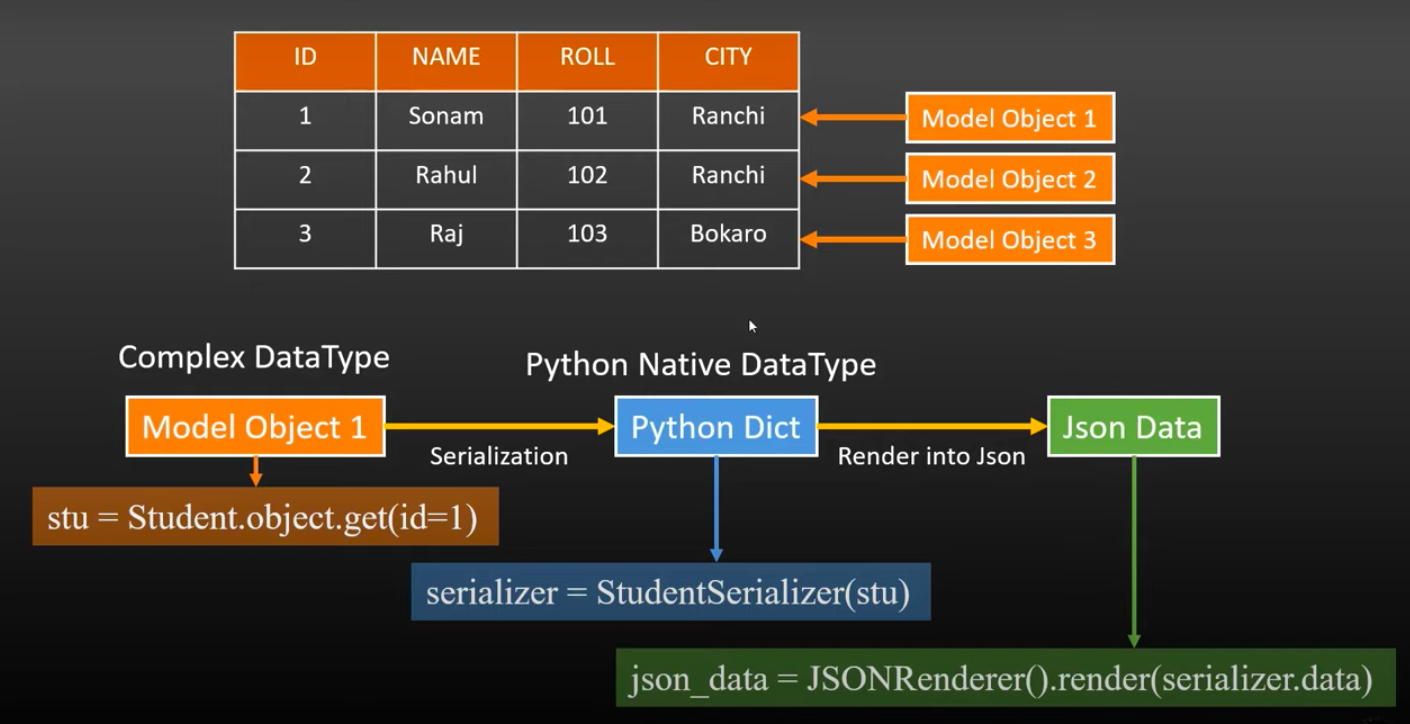 ID NAME ROLL CITY
1 Sonam 101 Ranchi
Model Object 1
2 Rahul 102 Ranchi
Model Object 2
3 Raj 103 Bokaro
Model Object 3
Complex DataType
Python Native DataType
Model Object 1
Serialization
Python Dict
Render into Json
Json Data
stu = Student.object.get(id=1)
serializer = StudentSerializer(stu)
json_data = JSONRenderer().render(serializer.data)